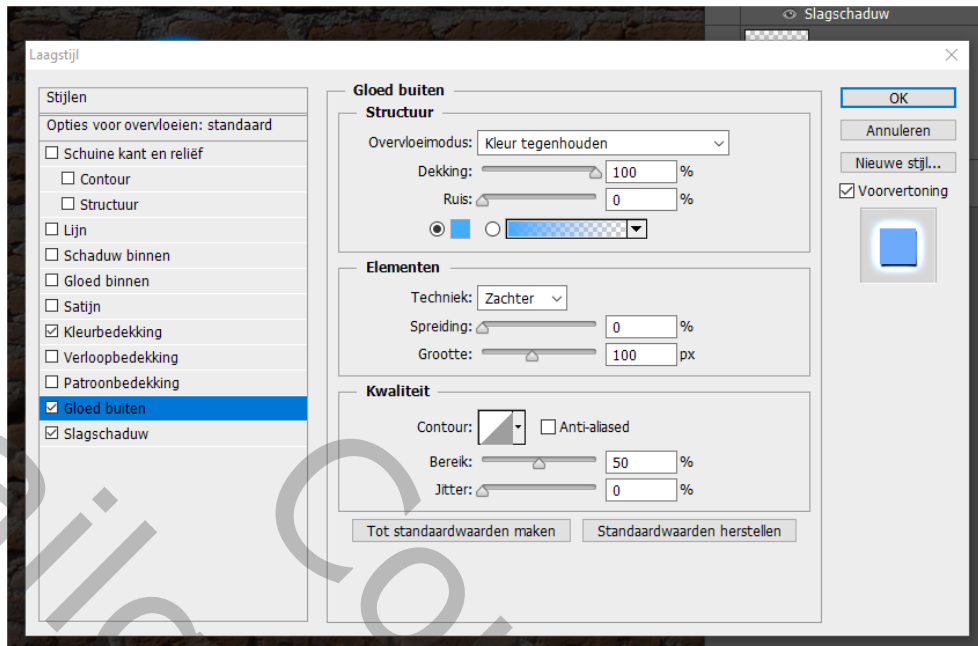 Slagschaduw
Laagstijl
Stijlen
Opties voor overvloeien: standaard
Schuine kant en reliëf
Contour
Structuur
Lijn
Schaduw binnen
Gloed binnen
Satijn
Kleurbedekking
Verloopbedekking
Patroonbedekking
Gloed buiten
Slagschaduw
Gloed buiten
Structuur
Overvloeimodus: Kleur tegenhouden
Dekking: 100 %
Ruis: 0 %
Elementen
Techniek: Zachter
Spreiding: 0 %
Grootte: 100 px
Kwaliteit
Contour: Anti-aliased
Bereik: 50 %
Jitter: 0 %
Tot standaardwaarden maken Standaardwaarden herstellen
OK
Annuleren
Nieuwe stijl...
Voorvertoning